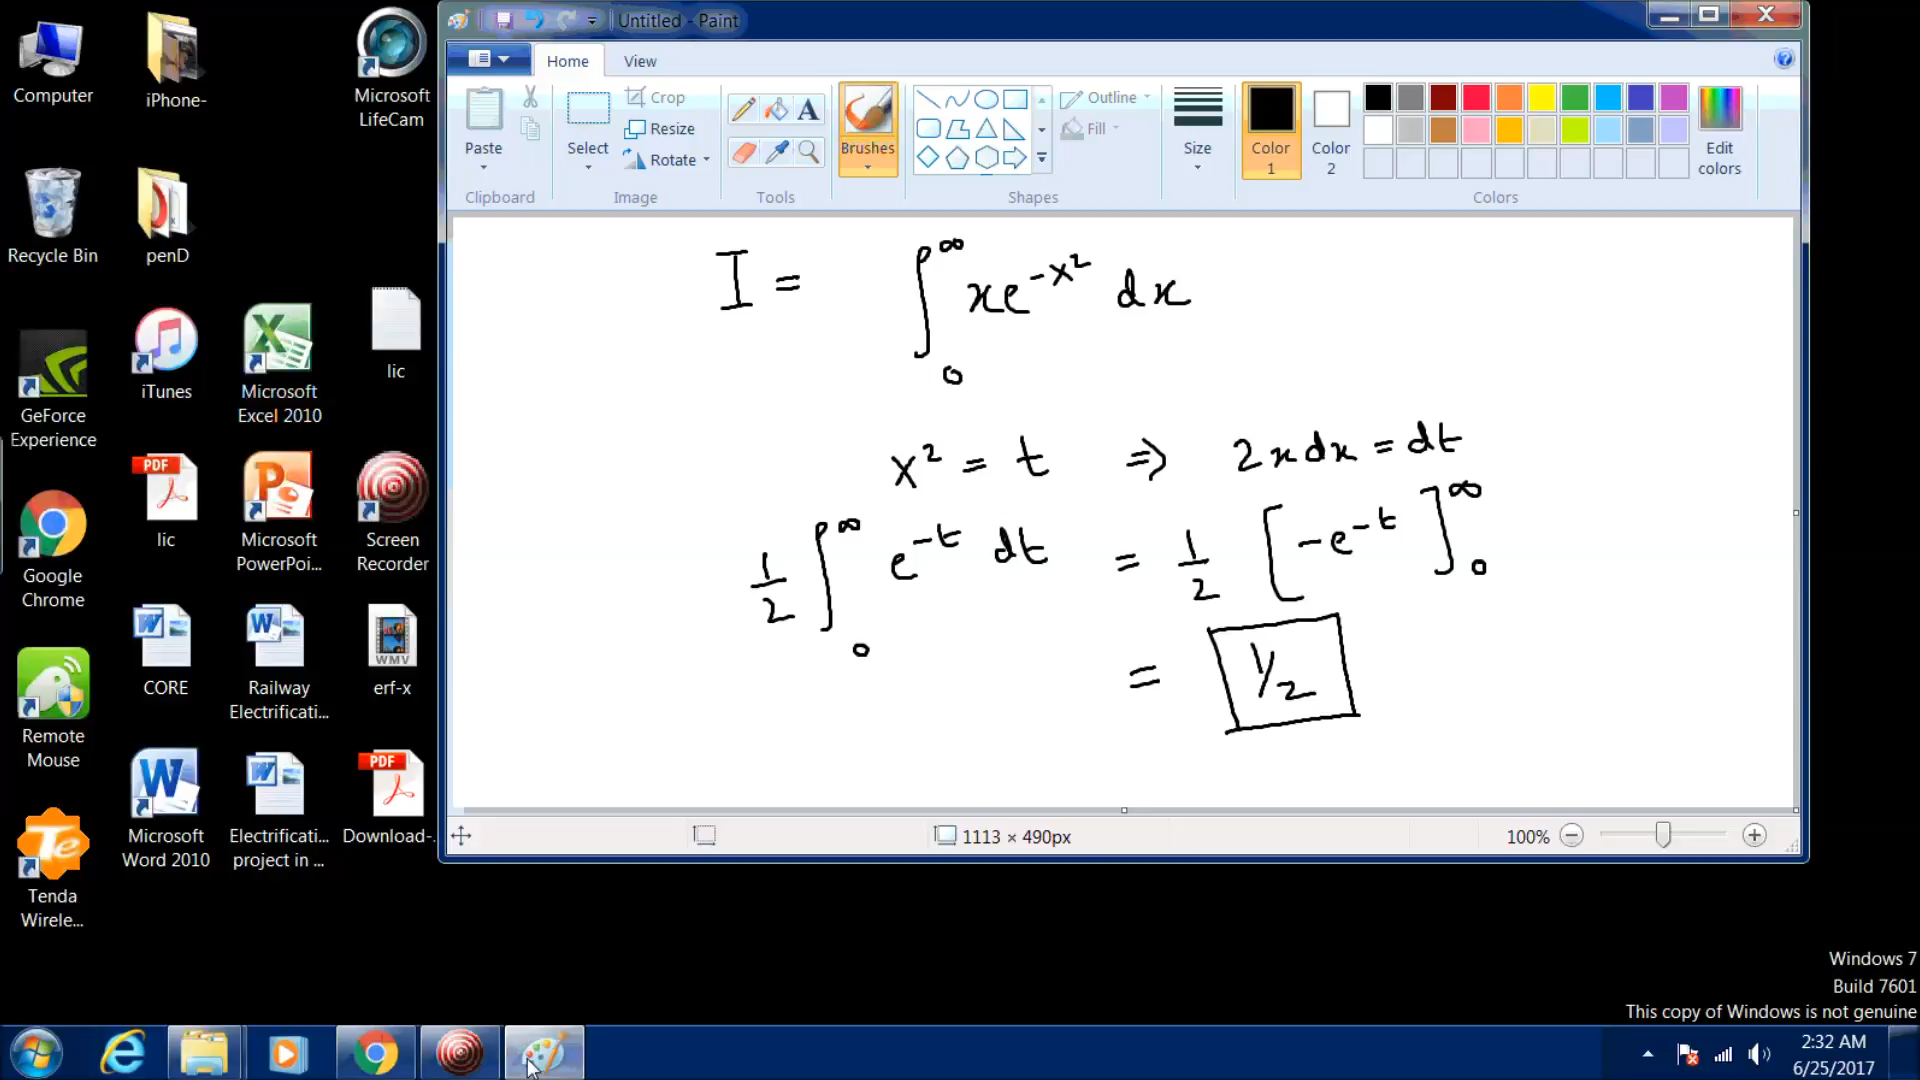 Untitled - Paint
Home View
Paste
Select
Crop
Resize
Rotate
A
Brushes
Outline
Fill
Size
Color 1
Color 2
Edit colors
Clipboard Image Tools Shapes Colors
I = ∫₀^∞ xe^{-x²} dx
x² = t ⇒ 2xdx = dt
1/2 ∫₀^∞ e^{-t} dt = 1/2 [-e^{-t}]₀^∞
= 1/2
1113 × 490px
100%
Computer
iPhone-
Microsoft LifeCam
Recycle Bin
penD
GeForce Experience
iTunes
Microsoft Excel 2010
lic
Google Chrome
PDF
lic
Microsoft PowerPoi...
Screen Recorder
Remote Mouse
CORE
Railway Electrificati...
WMV
erf-x
Tenda Wirele...
Microsoft Word 2010
Electrificati... project in ...
PDF
Download-...
Windows 7
Build 7601
This copy of Windows is not genuine
2:32 AM
6/25/2017